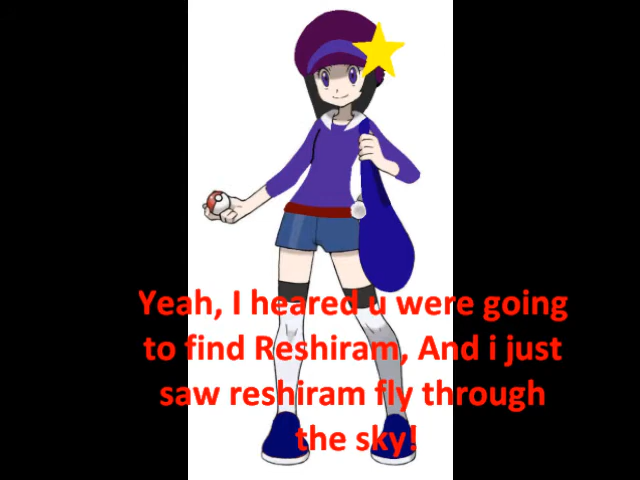 Yeah, I heared u were going
to find Reshiram, And i just
saw reshiram fly through
the sky!